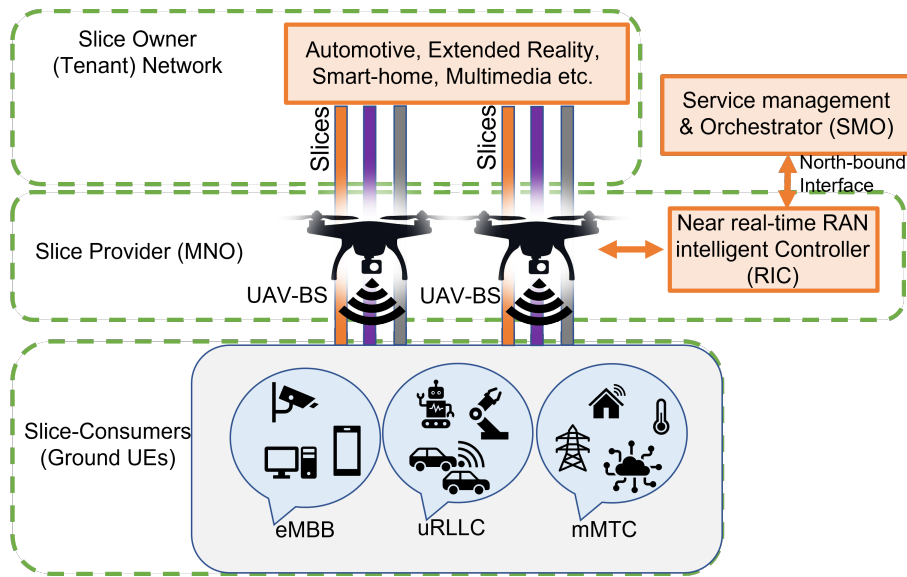 Slice Owner
(Tenant) Network
Automotive, Extended Reality,
Smart-home, Multimedia etc.
Service management
& Orchestrator (SMO)
Slices
Slices
North-bound
Interface
Slice Provider (MNO)
Near real-time RAN
intelligent Controller
(RIC)
UAV-BS
UAV-BS
Slice-Consumers
(Ground UEs)
eMBB
uRLLC
mMTC